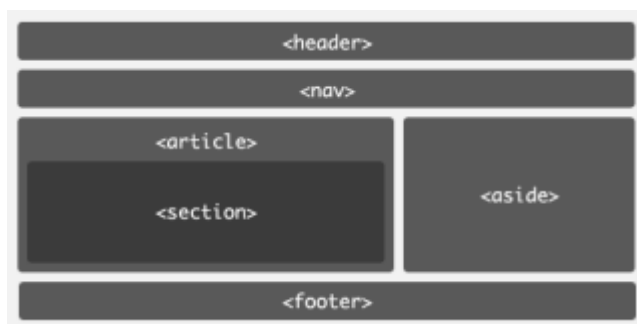 <header>
<nav>
<article>
<section>
<aside>
<footer>